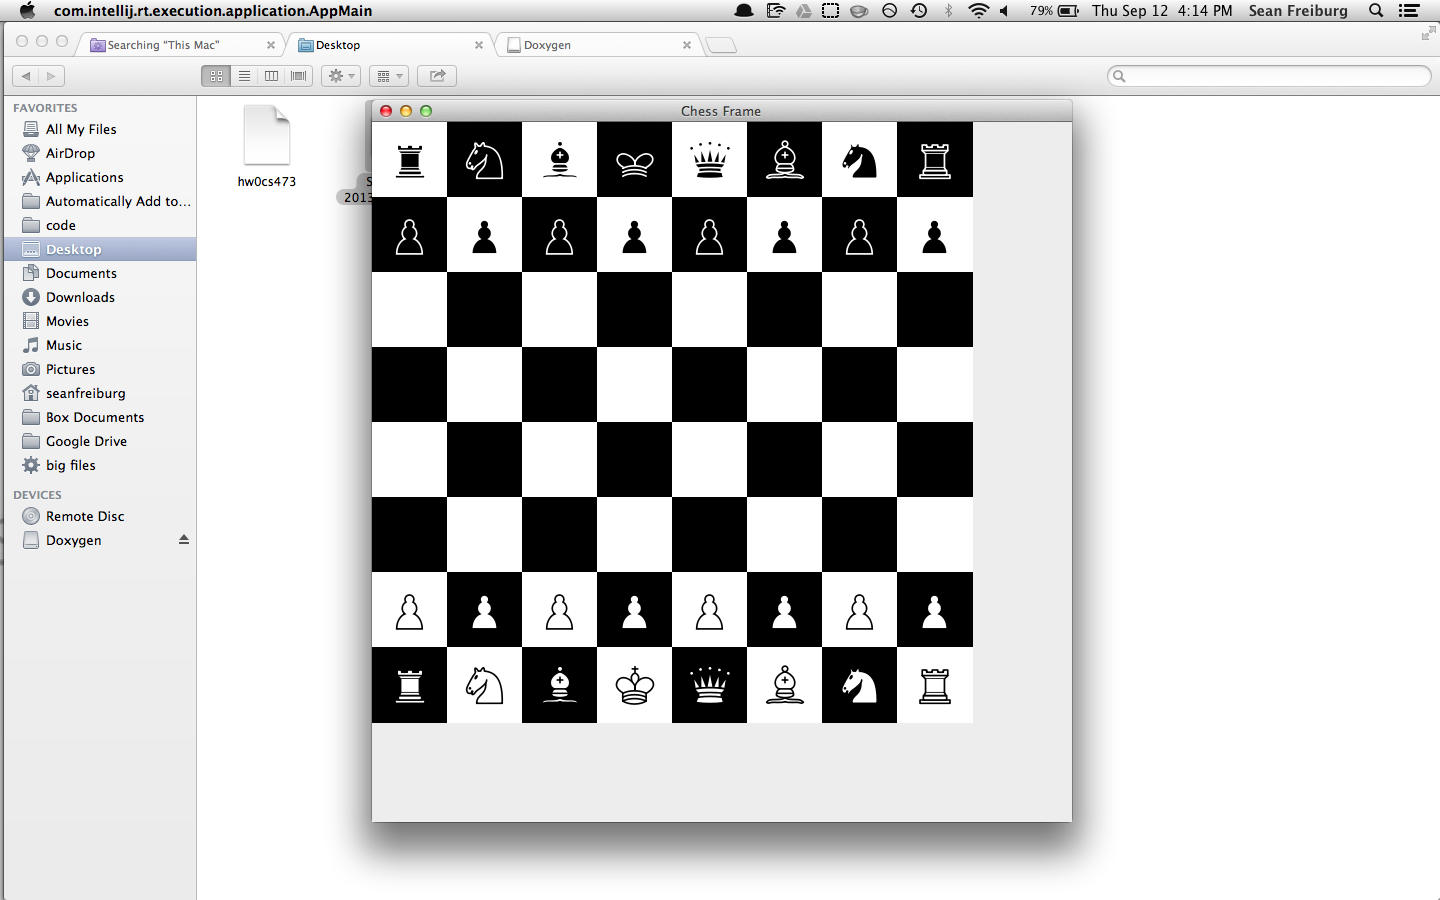 com.intellij.rt.execution.application.AppMain
79%
Thu Sep 12 4:14 PM
Sean Freiburg
Searching "This Mac"
Desktop
Doxygen
FAVORITES
All My Files
AirDrop
Applications
Automatically Add to...
code
Desktop
Documents
Downloads
Movies
Music
Pictures
seanfreiburg
Box Documents
Google Drive
big files
DEVICES
Remote Disc
Doxygen
hw0cs473
S
2013
Chess Frame